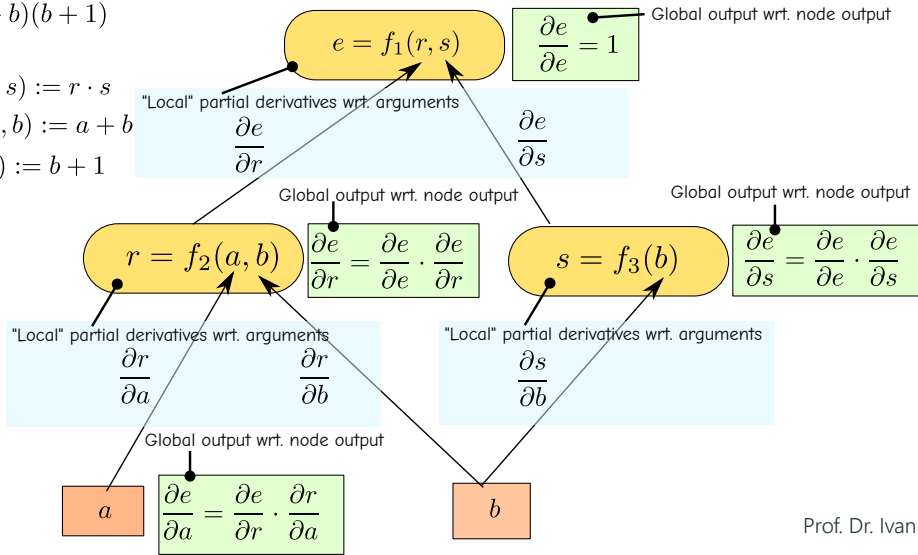 b)(b+1)
Global output wrt. node output
e = f₁(r, s)
∂e/∂e = 1
s) := r · s
"Local" partial derivatives wrt. arguments
, b) := a + b
∂e/∂r
∂e/∂s
) := b + 1
Global output wrt. node output
Global output wrt. node output
r = f₂(a, b)
∂e/∂r = ∂e/∂e · ∂e/∂r
s = f₃(b)
∂e/∂s = ∂e/∂e · ∂e/∂s
"Local" partial derivatives wrt. arguments
"Local" partial derivatives wrt. arguments
∂r/∂a
∂r/∂b
∂s/∂b
Global output wrt. node output
a
∂e/∂a = ∂e/∂r · ∂r/∂a
b
Prof. Dr. Ivan